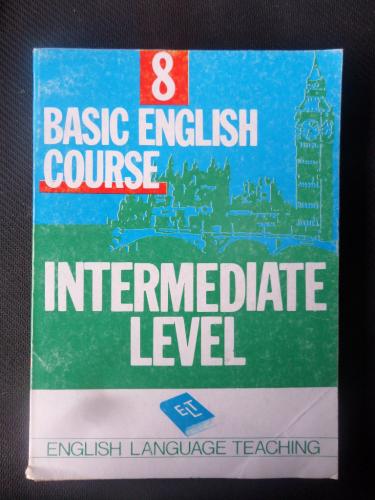 8
BASIC ENGLISH
COURSE
INTERMEDIATE
LEVEL
ELT
ENGLISH LANGUAGE TEACHING